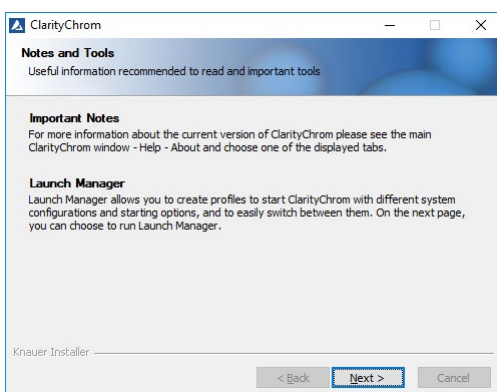 ClarityChrom
Notes and Tools
Useful information recommended to read and important tools
Important Notes
For more information about the current version of ClarityChrom please see the main
ClarityChrom window - Help - About and choose one of the displayed tabs.
Launch Manager
Launch Manager allows you to create profiles to start ClarityChrom with different system
configurations and starting options, and to easily switch between them. On the next page,
you can choose to run Launch Manager.
Knauer Installer
< Back Next > Cancel